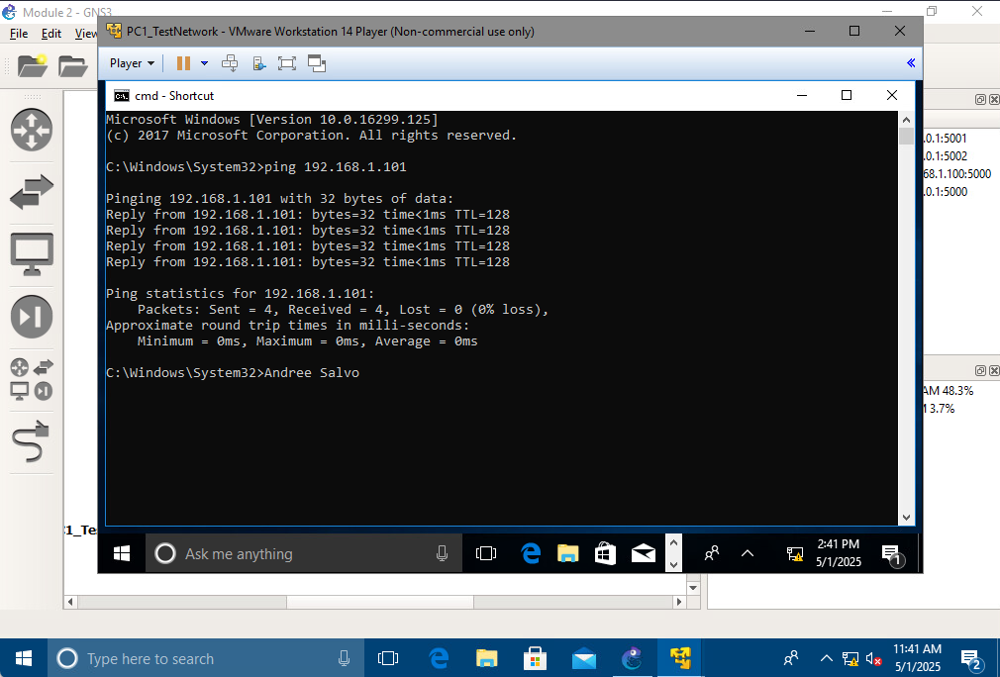 Module 2 - GNS3
File Edit View
PC1_TestNetwork - VMware Workstation 14 Player (Non-commercial use only)
Player
cmd - Shortcut
Microsoft Windows [Version 10.0.16299.125]
(c) 2017 Microsoft Corporation. All rights reserved.
C:\Windows\System32>ping 192.168.1.101
Pinging 192.168.1.101 with 32 bytes of data:
Reply from 192.168.1.101: bytes=32 time<1ms TTL=128
Reply from 192.168.1.101: bytes=32 time<1ms TTL=128
Reply from 192.168.1.101: bytes=32 time<1ms TTL=128
Reply from 192.168.1.101: bytes=32 time<1ms TTL=128
Ping statistics for 192.168.1.101:
Packets: Sent = 4, Received = 4, Lost = 0 (0% loss),
Approximate round trip times in milli-seconds:
Minimum = 0ms, Maximum = 0ms, Average = 0ms
C:\Windows\System32>Andree Salvo
.0.1:5001
.0.1:5002
68.1.100:5000
.0.1:5000
AM 48.3%
3.7%
1_Te
Ask me anything
2:41 PM
5/1/2025
1
Type here to search
11:41 AM
5/1/2025
2